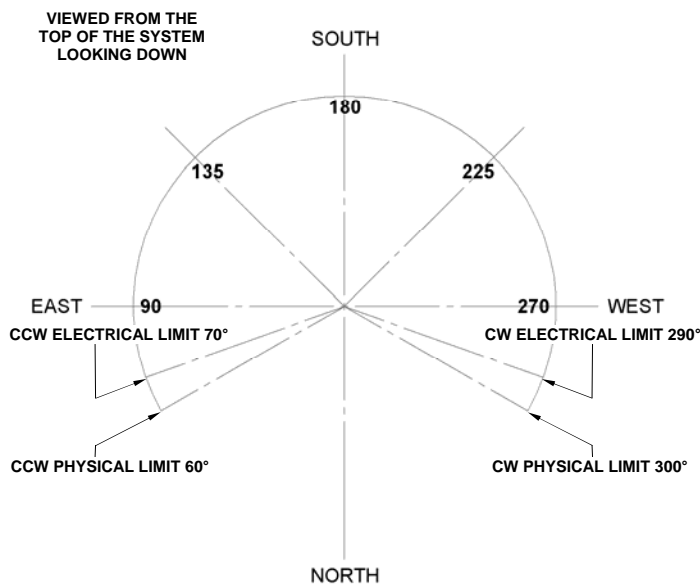 VIEWED FROM THE
TOP OF THE SYSTEM
LOOKING DOWN
SOUTH
180
135
225
EAST
90
270
WEST
CCW ELECTRICAL LIMIT 70°
CW ELECTRICAL LIMIT 290°
CCW PHYSICAL LIMIT 60°
CW PHYSICAL LIMIT 300°
NORTH